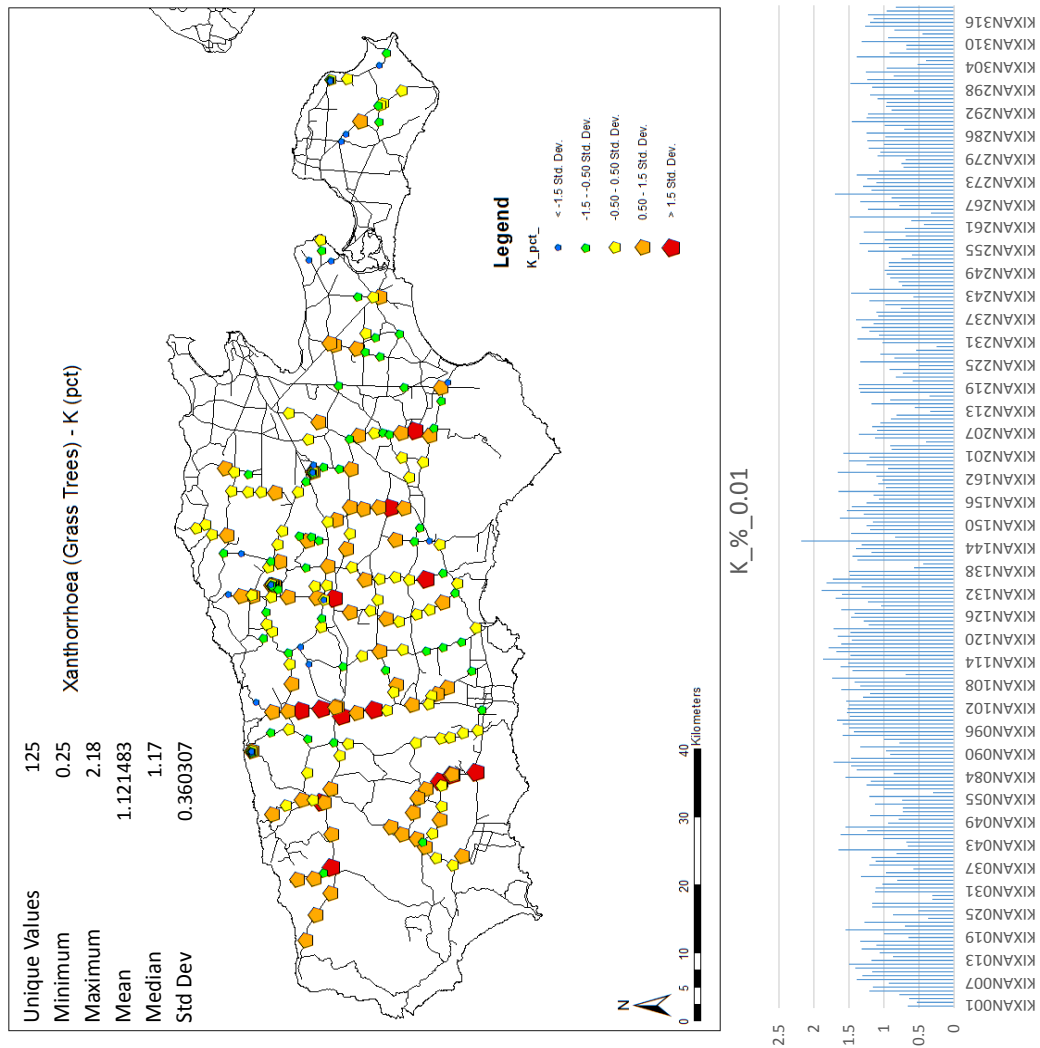 Unique Values 125
Minimum 0.25
Maximum 2.18
Mean 1.121483
Median 1.17
Std Dev 0.360307
Xanthorrhoea (Grass Trees) - K (pct)
Legend
K_pct_
< -1.5 Std. Dev.
-1.5 - -0.50 Std. Dev.
-0.50 - 0.50 Std. Dev.
0.50 - 1.5 Std. Dev.
> 1.5 Std. Dev.
N
0 5 10 20 30 40
Kilometers
K_%_0.01
2.5
2
1.5
1
0.5
0
KIXAN001
KIXAN007
KIXAN013
KIXAN019
KIXAN025
KIXAN031
KIXAN037
KIXAN043
KIXAN049
KIXAN055
KIXAN084
KIXAN090
KIXAN096
KIXAN102
KIXAN108
KIXAN114
KIXAN120
KIXAN126
KIXAN132
KIXAN138
KIXAN144
KIXAN150
KIXAN156
KIXAN162
KIXAN201
KIXAN207
KIXAN213
KIXAN219
KIXAN225
KIXAN231
KIXAN237
KIXAN243
KIXAN249
KIXAN255
KIXAN261
KIXAN267
KIXAN273
KIXAN279
KIXAN286
KIXAN292
KIXAN298
KIXAN304
KIXAN310
KIXAN316